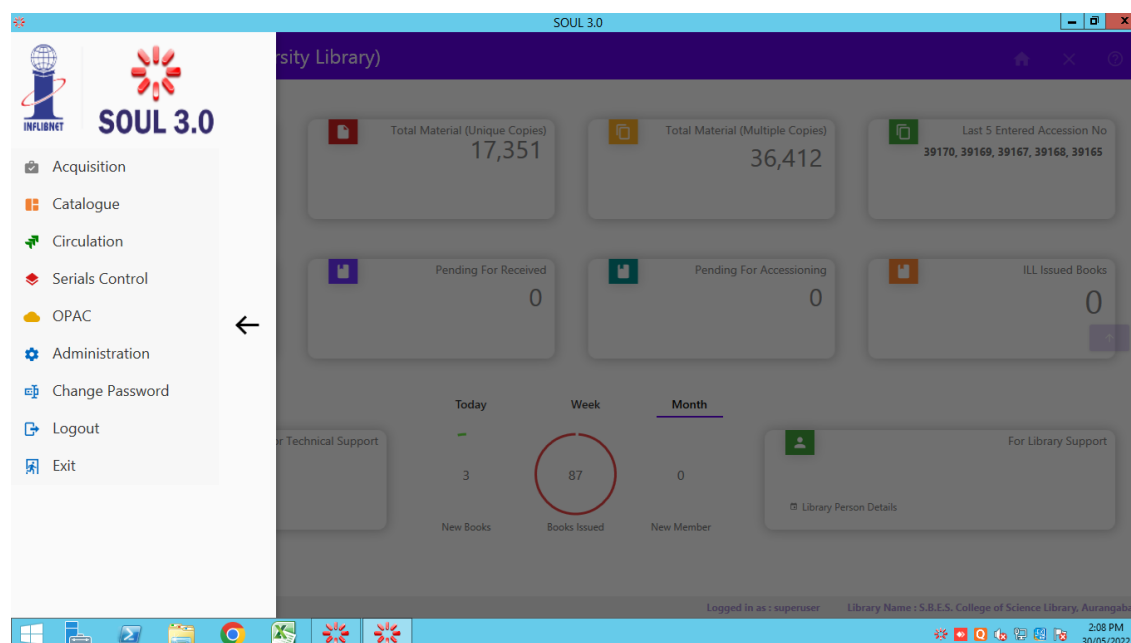 SOUL 3.0
rsity Library)
INFLIBNET
SOUL 3.0
Acquisition
Catalogue
Circulation
Serials Control
OPAC
Administration
Change Password
Logout
Exit
Total Material (Unique Copies)
17,351
Total Material (Multiple Copies)
36,412
Last 5 Entered Accession No
39170, 39169, 39167, 39168, 39165
Pending For Received
0
Pending For Accessioning
0
ILL Issued Books
0
Today Week Month
r Technical Support
3
New Books
87
Books Issued
0
New Member
For Library Support
Library Person Details
Logged in as : superuser Library Name : S.B.E.S. College of Science Library, Aurangaba
2:08 PM
30/05/2022